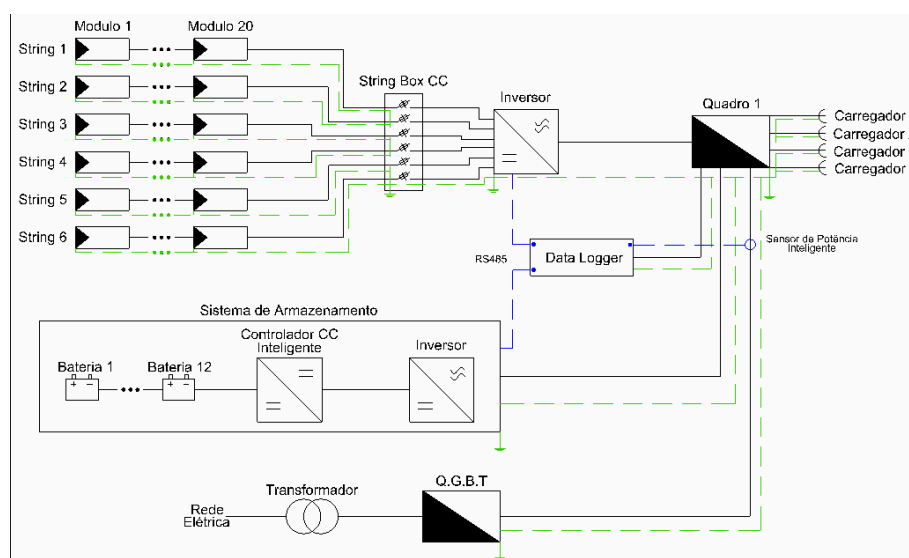 Modulo 1
Modulo 20
String 1
String 2
String 3
String 4
String 5
String 6
String Box CC
Inversor
Quadro 1
Carregador
Carregador
Carregador
Carregador
Sensor de Potência
Inteligente
RS485
Data Logger
Sistema de Armazenamento
Controlador CC
Inteligente
Inversor
Bateria 1
Bateria 12
Q.G.B.T
Transformador
Rede
Elétrica